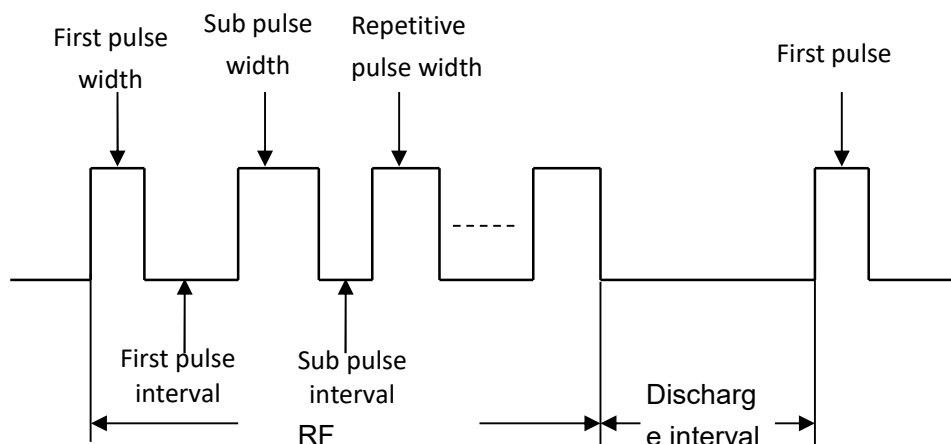 First pulse
width
Sub pulse
width
Repetitive
pulse width
First pulse
First pulse
interval
Sub pulse
interval
RF
Discharg
e interval